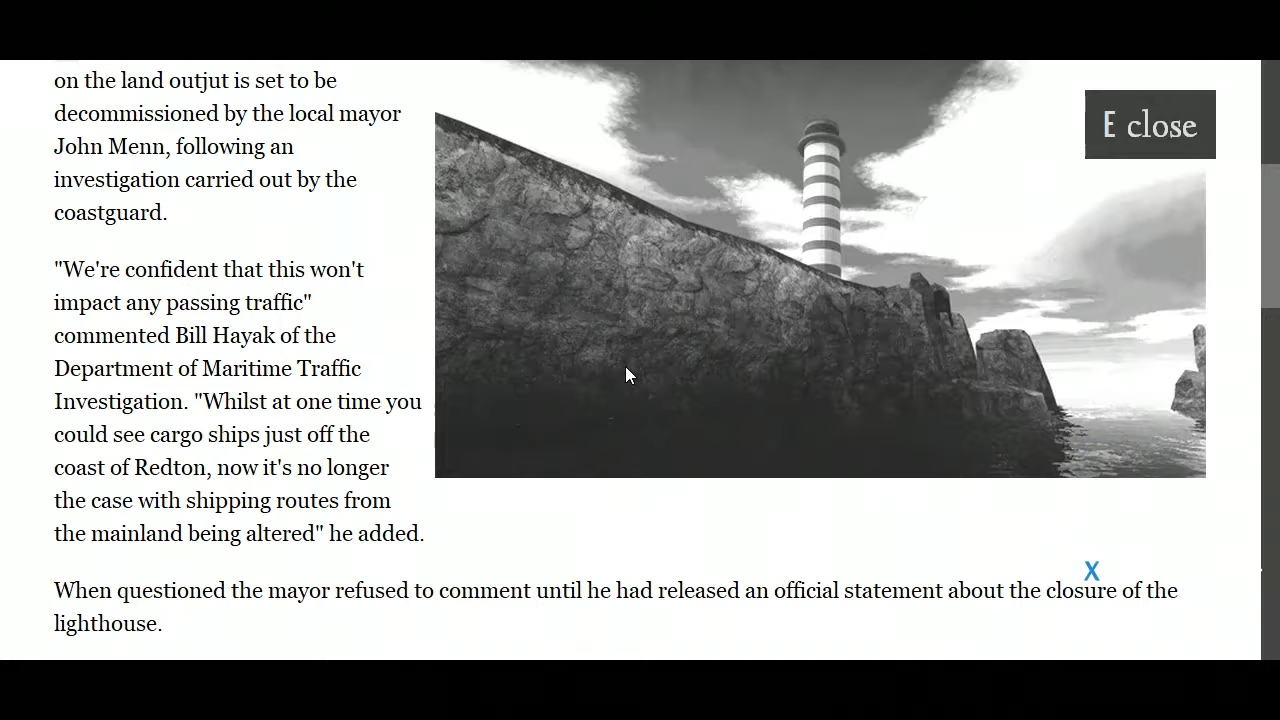 on the land outjut is set to be
decommissioned by the local mayor
John Menn, following an
investigation carried out by the
coastguard.
E close
"We're confident that this won't
impact any passing traffic"
commented Bill Hayak of the
Department of Maritime Traffic
Investigation. "Whilst at one time you
could see cargo ships just off the
coast of Redton, now it's no longer
the case with shipping routes from
the mainland being altered" he added.
X
When questioned the mayor refused to comment until he had released an official statement about the closure of the
lighthouse.